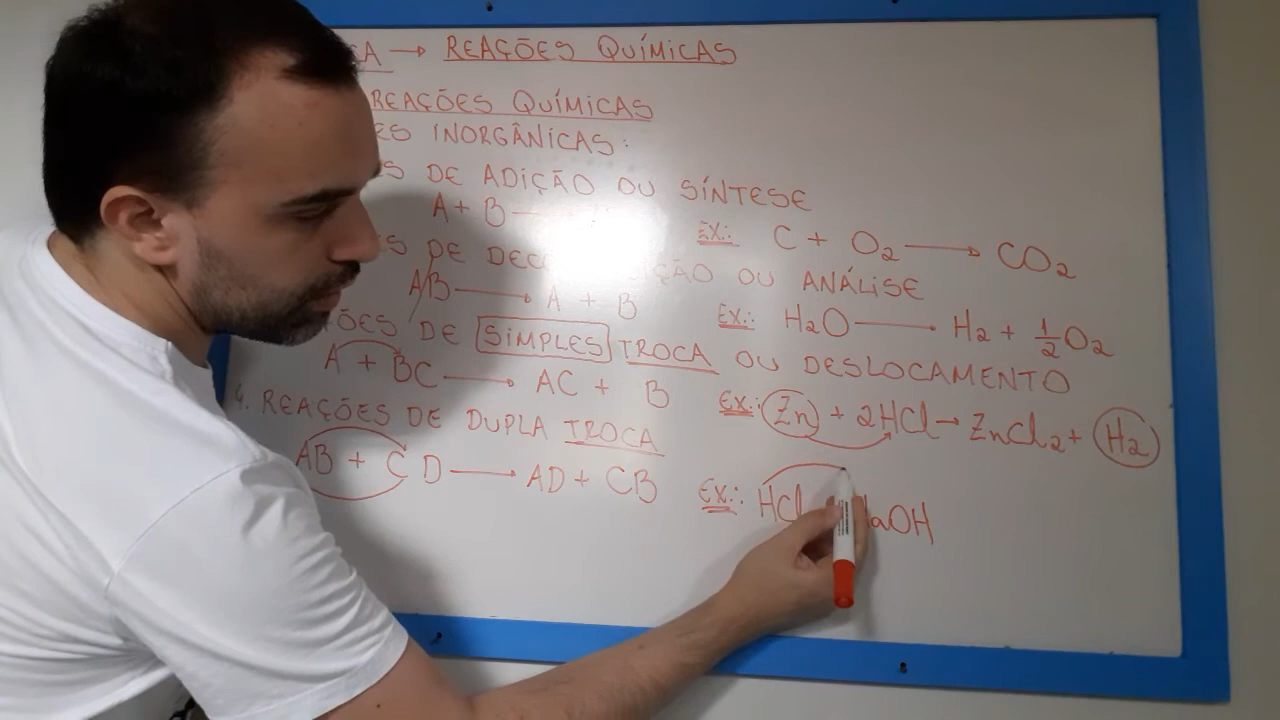 → REAÇÕES QUÍMICAS
REAÇÕES QUÍMICAS
INORGÂNICAS:
DE ADIÇÃO OU SÍNTESE
A + B
EX.: C + O2 → CO2
DE OU ANÁLISE
AB → A + B
EX.: H2O → H2 + 1/2 O2
DE SIMPLES TROCA OU DESLOCAMENTO
A + BC → AC + B
EX.: Zn + 2HCl → ZnCl2 + H2
4. REAÇÕES DE DUPLA TROCA
AB + CD → AD + CB
EX.: HCl